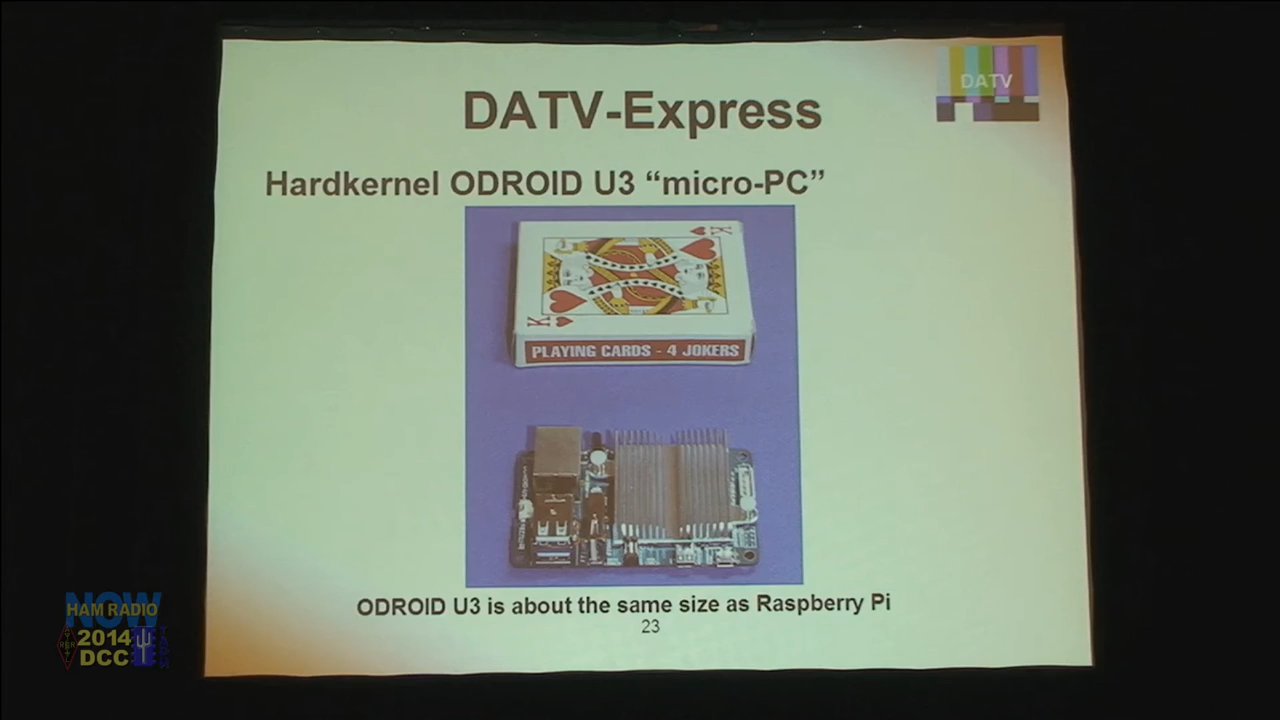 DATV
DATV-Express
Hardkernel ODROID U3 “micro-PC”
K
K
PLAYING CARDS - 4 JOKERS
ODROID U3 is about the same size as Raspberry Pi
23
NOW
HAM RADIO
2014
DCC
TAPR